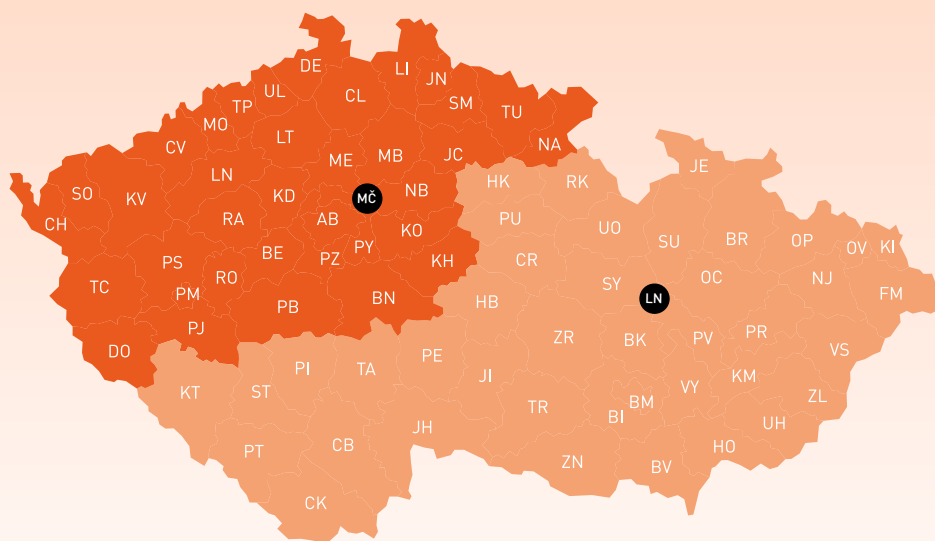 DE
LI
JN
UL
CL
SM
TP
TU
MO
LT
CV
NA
ME
MB
JC
LN
JE
SO
KV
KD
MČ
NB
HK
RK
CH
RA
AB
PU
KO
UO
BE
PY
SU
BR
OP
OV
KI
PS
PZ
KH
CR
RO
TC
PM
BN
SY
OC
NJ
FM
PB
HB
LN
PJ
ZR
BK
PV
PR
DO
PE
VS
KT
ST
PI
TA
JI
VY
KM
ZL
TR
BI
BM
PT
CB
JH
UH
HO
ZN
BV
CK